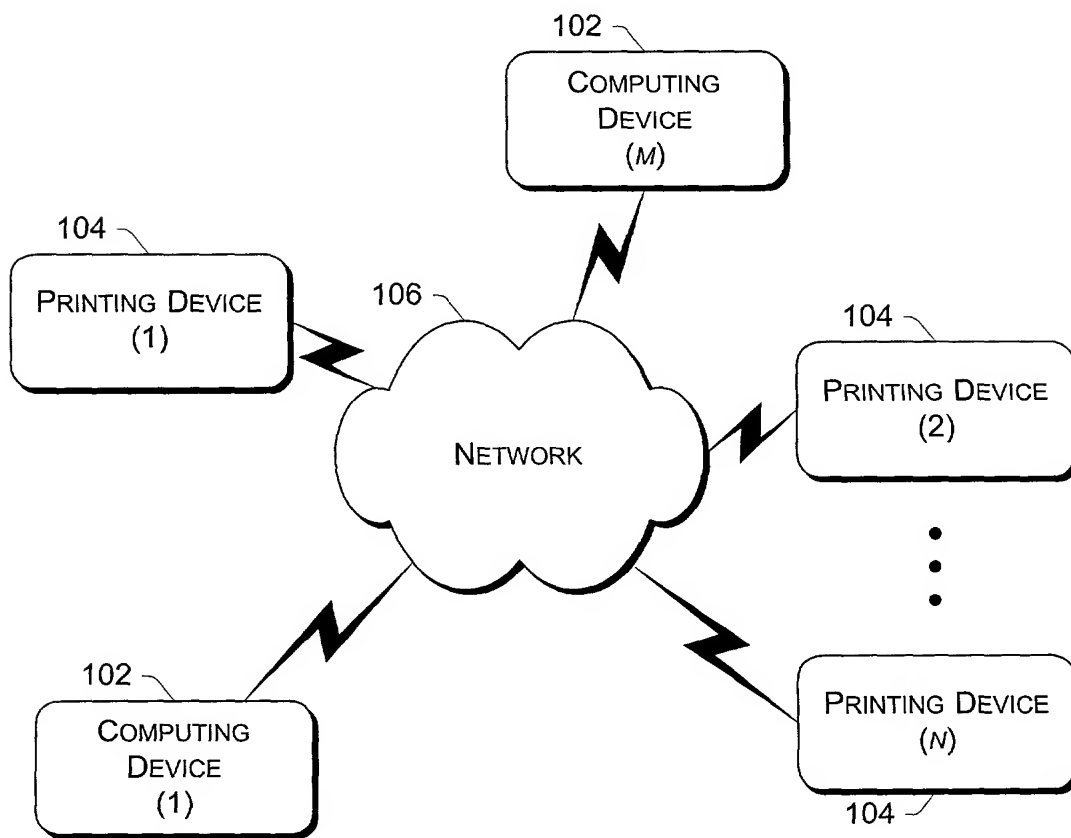 102
COMPUTING
DEVICE
(M)
104
PRINTING DEVICE
(1)
106
NETWORK
104
PRINTING DEVICE
(2)
102
COMPUTING
DEVICE
(1)
PRINTING DEVICE
(N)
104